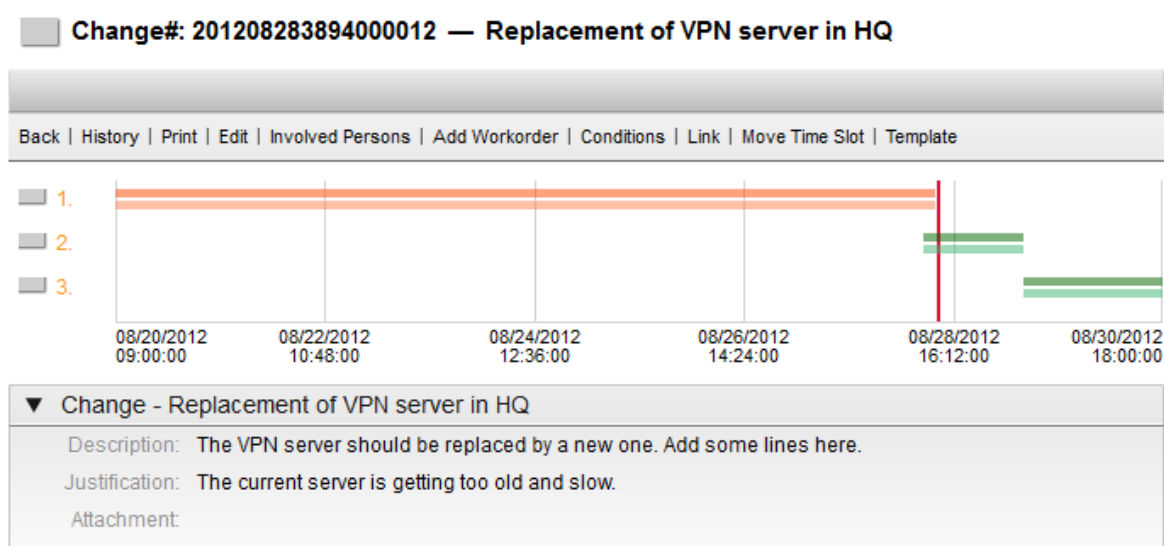 Change#: 201208283894000012 — Replacement of VPN server in HQ
Back | History | Print | Edit | Involved Persons | Add Workorder | Conditions | Link | Move Time Slot | Template
1.
2.
3.
08/20/2012 08/22/2012 08/24/2012 08/26/2012 08/28/2012 08/30/2012
09:00:00 10:48:00 12:36:00 14:24:00 16:12:00 18:00:00
▼ Change - Replacement of VPN server in HQ
Description: The VPN server should be replaced by a new one. Add some lines here.
Justification: The current server is getting too old and slow.
Attachment: